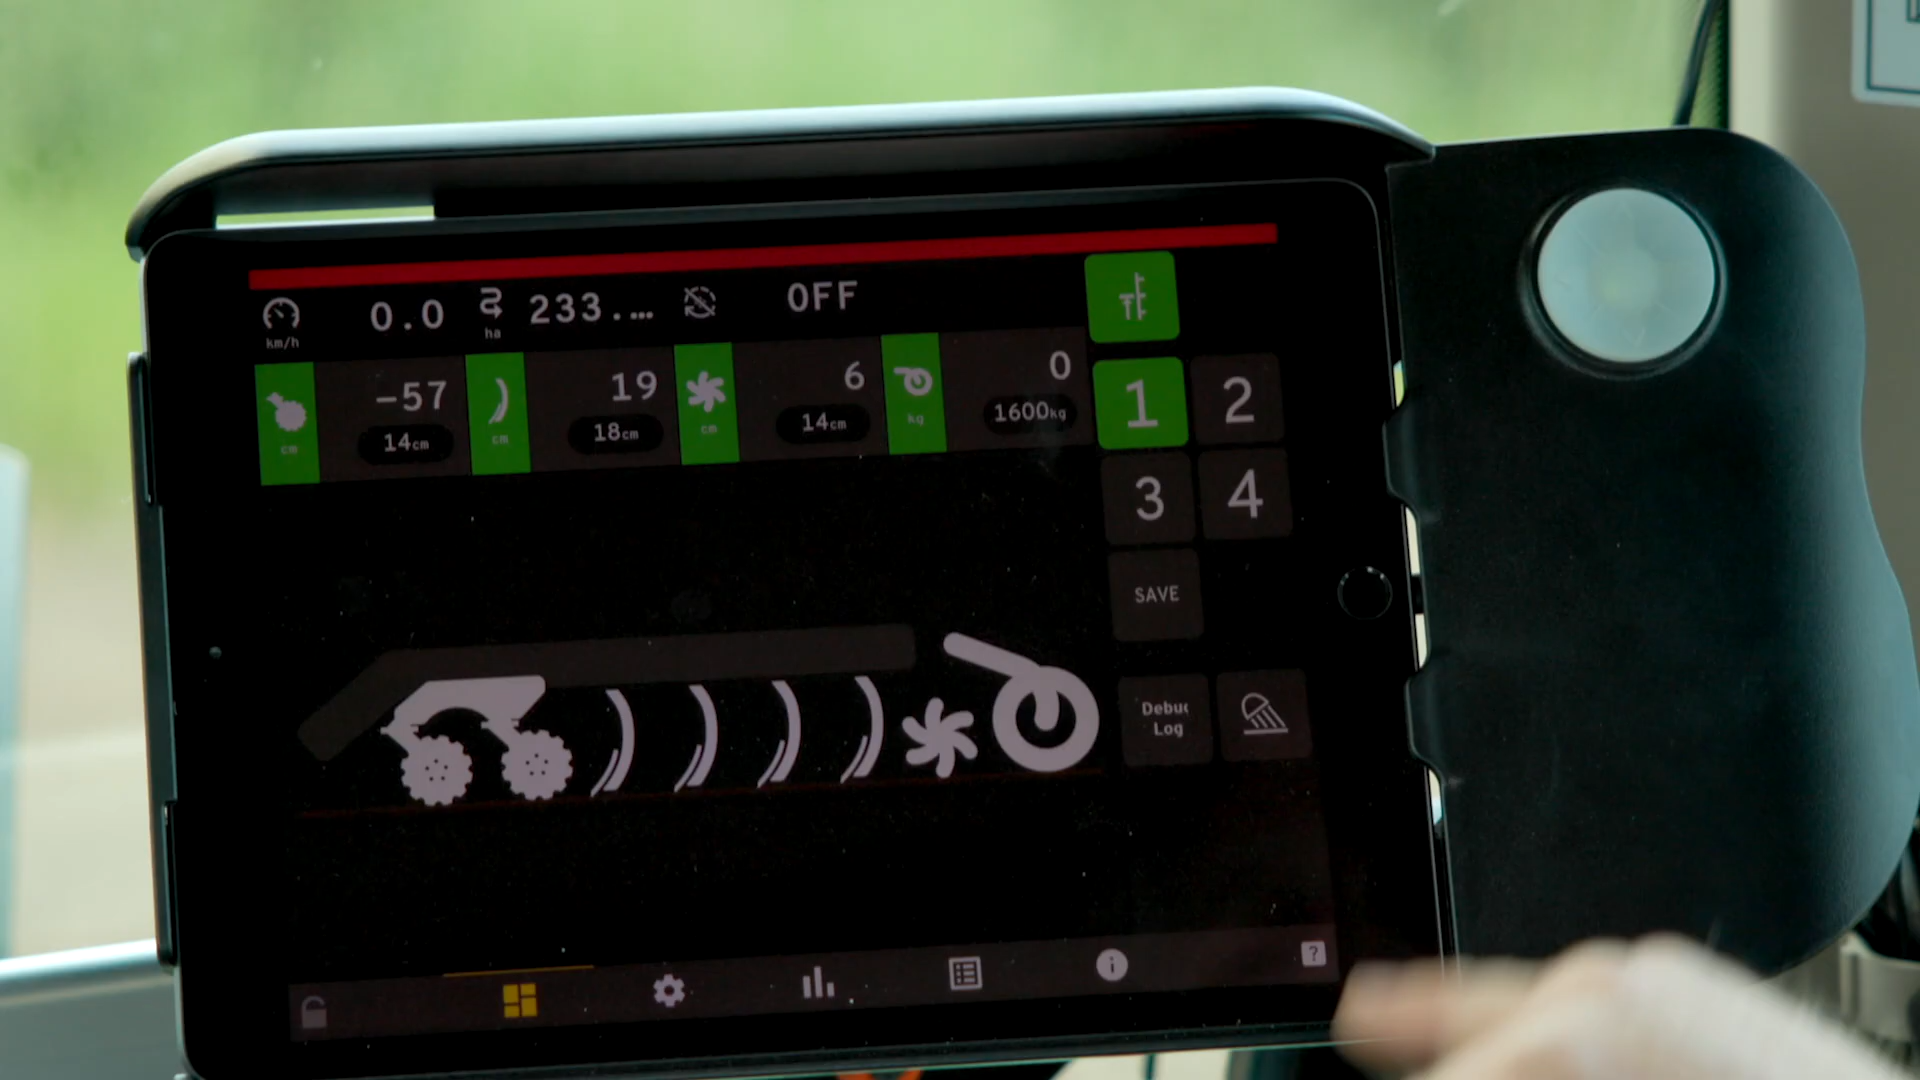 km/h 0.0 ha 233.... OFF
-57 19 6 0
cm 14cm cm 18cm cm 14cm kg 1600kg
1 2
3 4
SAVE
Debug
Log
i ?